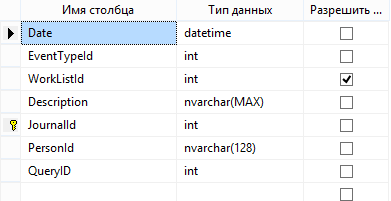 Имя столбца Тип данных Разрешить ...
Date datetime
EventTypeId int
WorkListId int
Description nvarchar(MAX)
JournalId int
PersonId nvarchar(128)
QueryID int